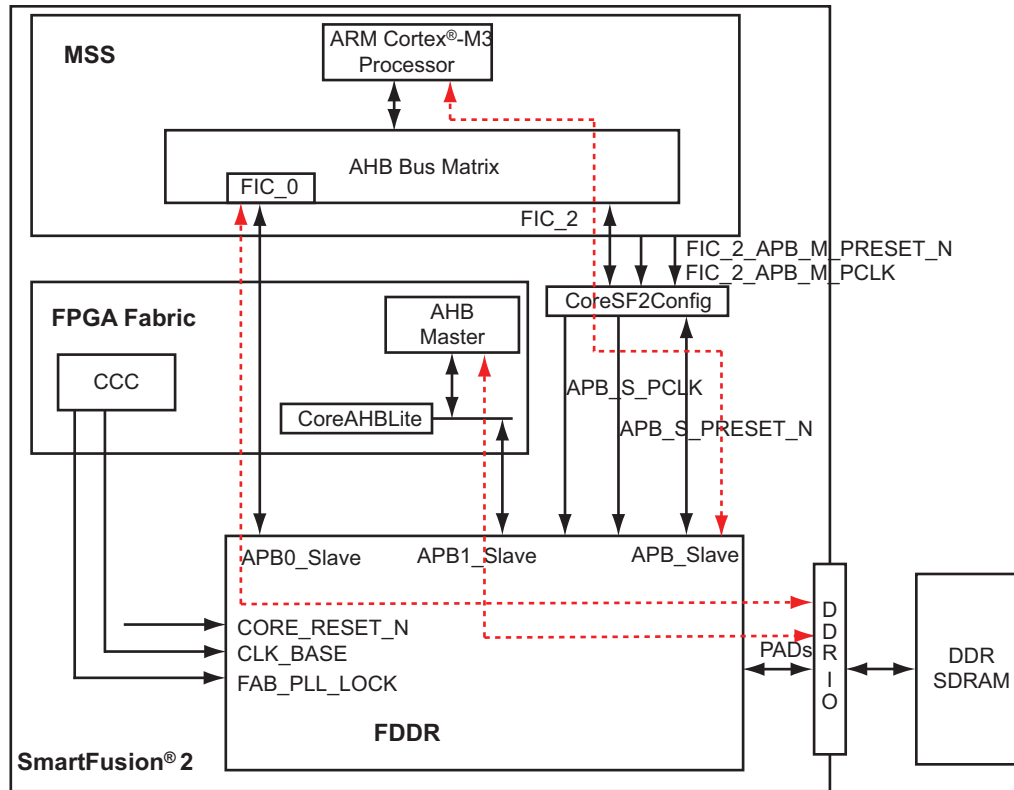 ARM Cortex®-M3
Processor
MSS
AHB Bus Matrix
FIC_0
FIC_2
FIC_2_APB_M_PRESET_N
FIC_2_APB_M_PCLK
CoreSF2Config
FPGA Fabric
AHB
Master
CCC
CoreAHBLite
APB_S_PCLK
APB_S_PRESET_N
APB0_Slave
APB1_Slave
APB_Slave
CORE_RESET_N
CLK_BASE
FAB_PLL_LOCK
FDDR
PADs
D
D
R
I
O
DDR
SDRAM
SmartFusion® 2